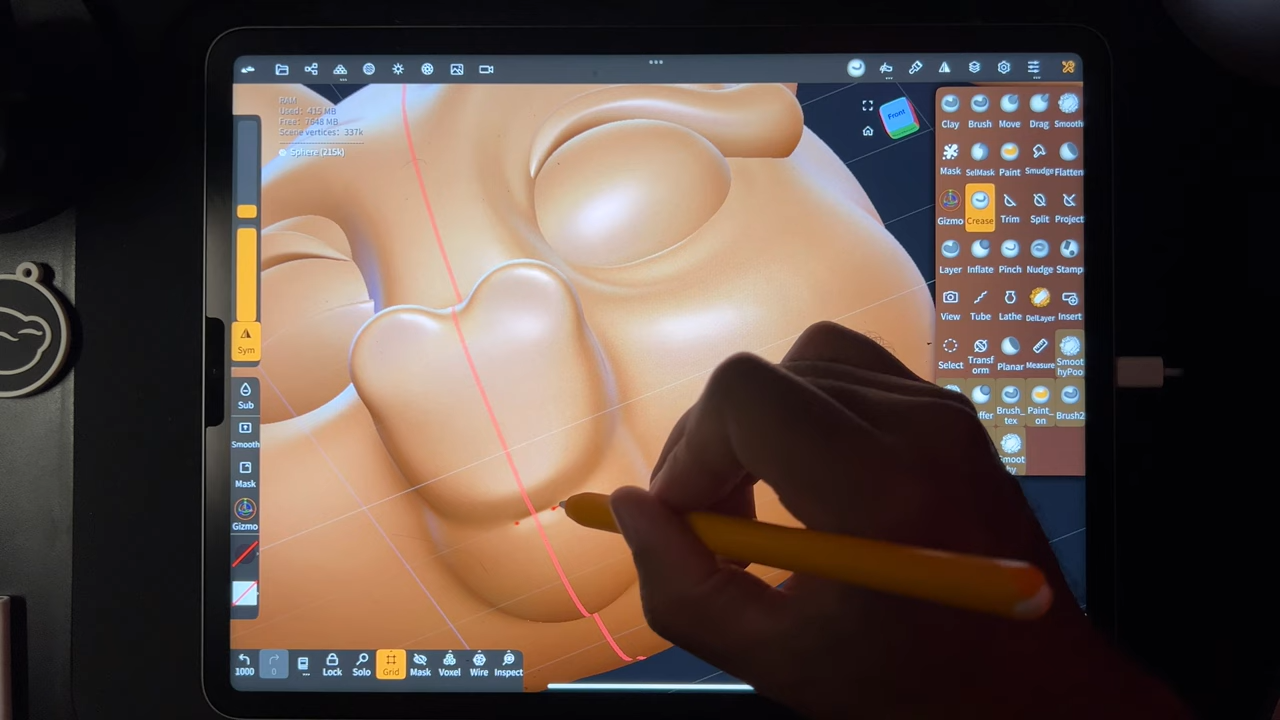 RAM
Used: 415 MB
Free: 7648 MB
Scene vertices: 337k
Sphere (215k)
Front
Clay Brush Move Drag Smooth
Mask SelMask Paint Smudge Flatten
Gizmo Crease Trim Split Project
Layer Inflate Pinch Nudge Stamp
View Tube Lathe DelLayer Insert
Select Transf
orm Planar Measure Smoot
hyPoo
Brush_
tex Paint_
on Brush2
Sym
Sub
Smooth
Mask
Gizmo
1000 0 Lock Solo Grid Mask Voxel Wire Inspect